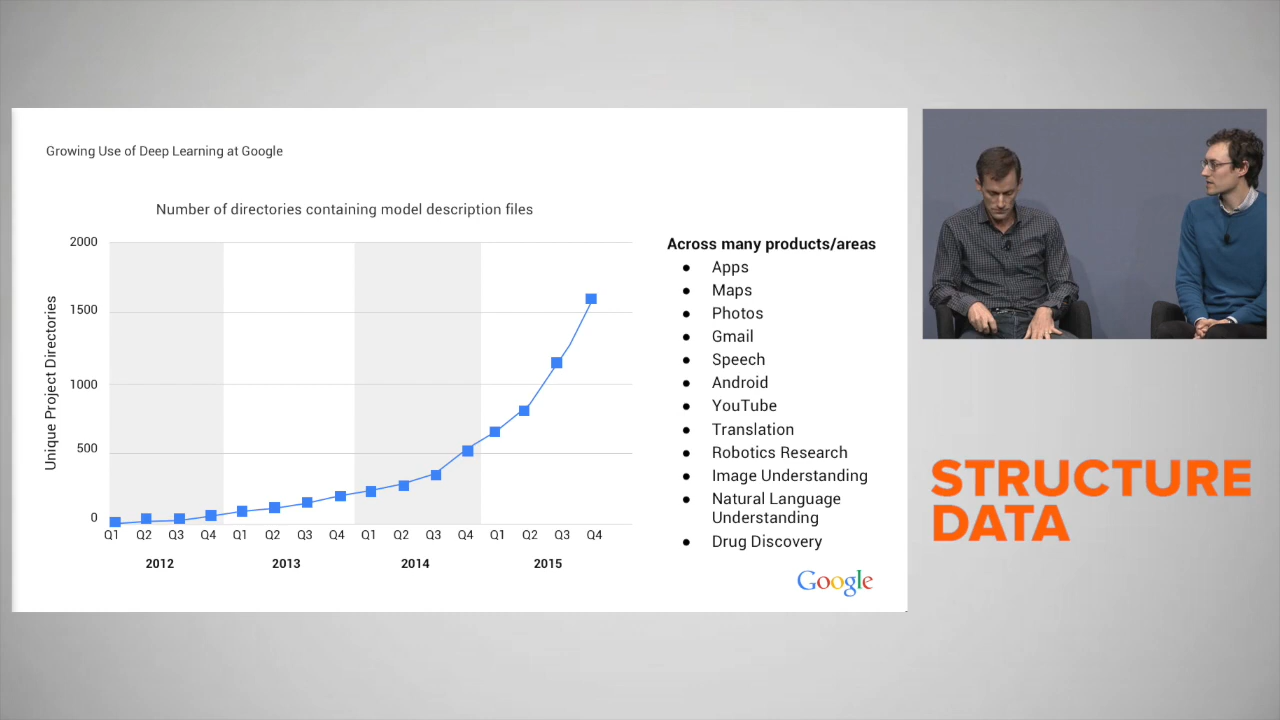 Growing Use of Deep Learning at Google
Number of directories containing model description files
Unique Project Directories
2000
1500
1000
500
0
Q1 Q2 Q3 Q4 Q1 Q2 Q3 Q4 Q1 Q2 Q3 Q4 Q1 Q2 Q3 Q4
2012 2013 2014 2015
Across many products/areas
● Apps
● Maps
● Photos
● Gmail
● Speech
● Android
● YouTube
● Translation
● Robotics Research
● Image Understanding
● Natural Language
Understanding
● Drug Discovery
Google
STRUCTURE
DATA